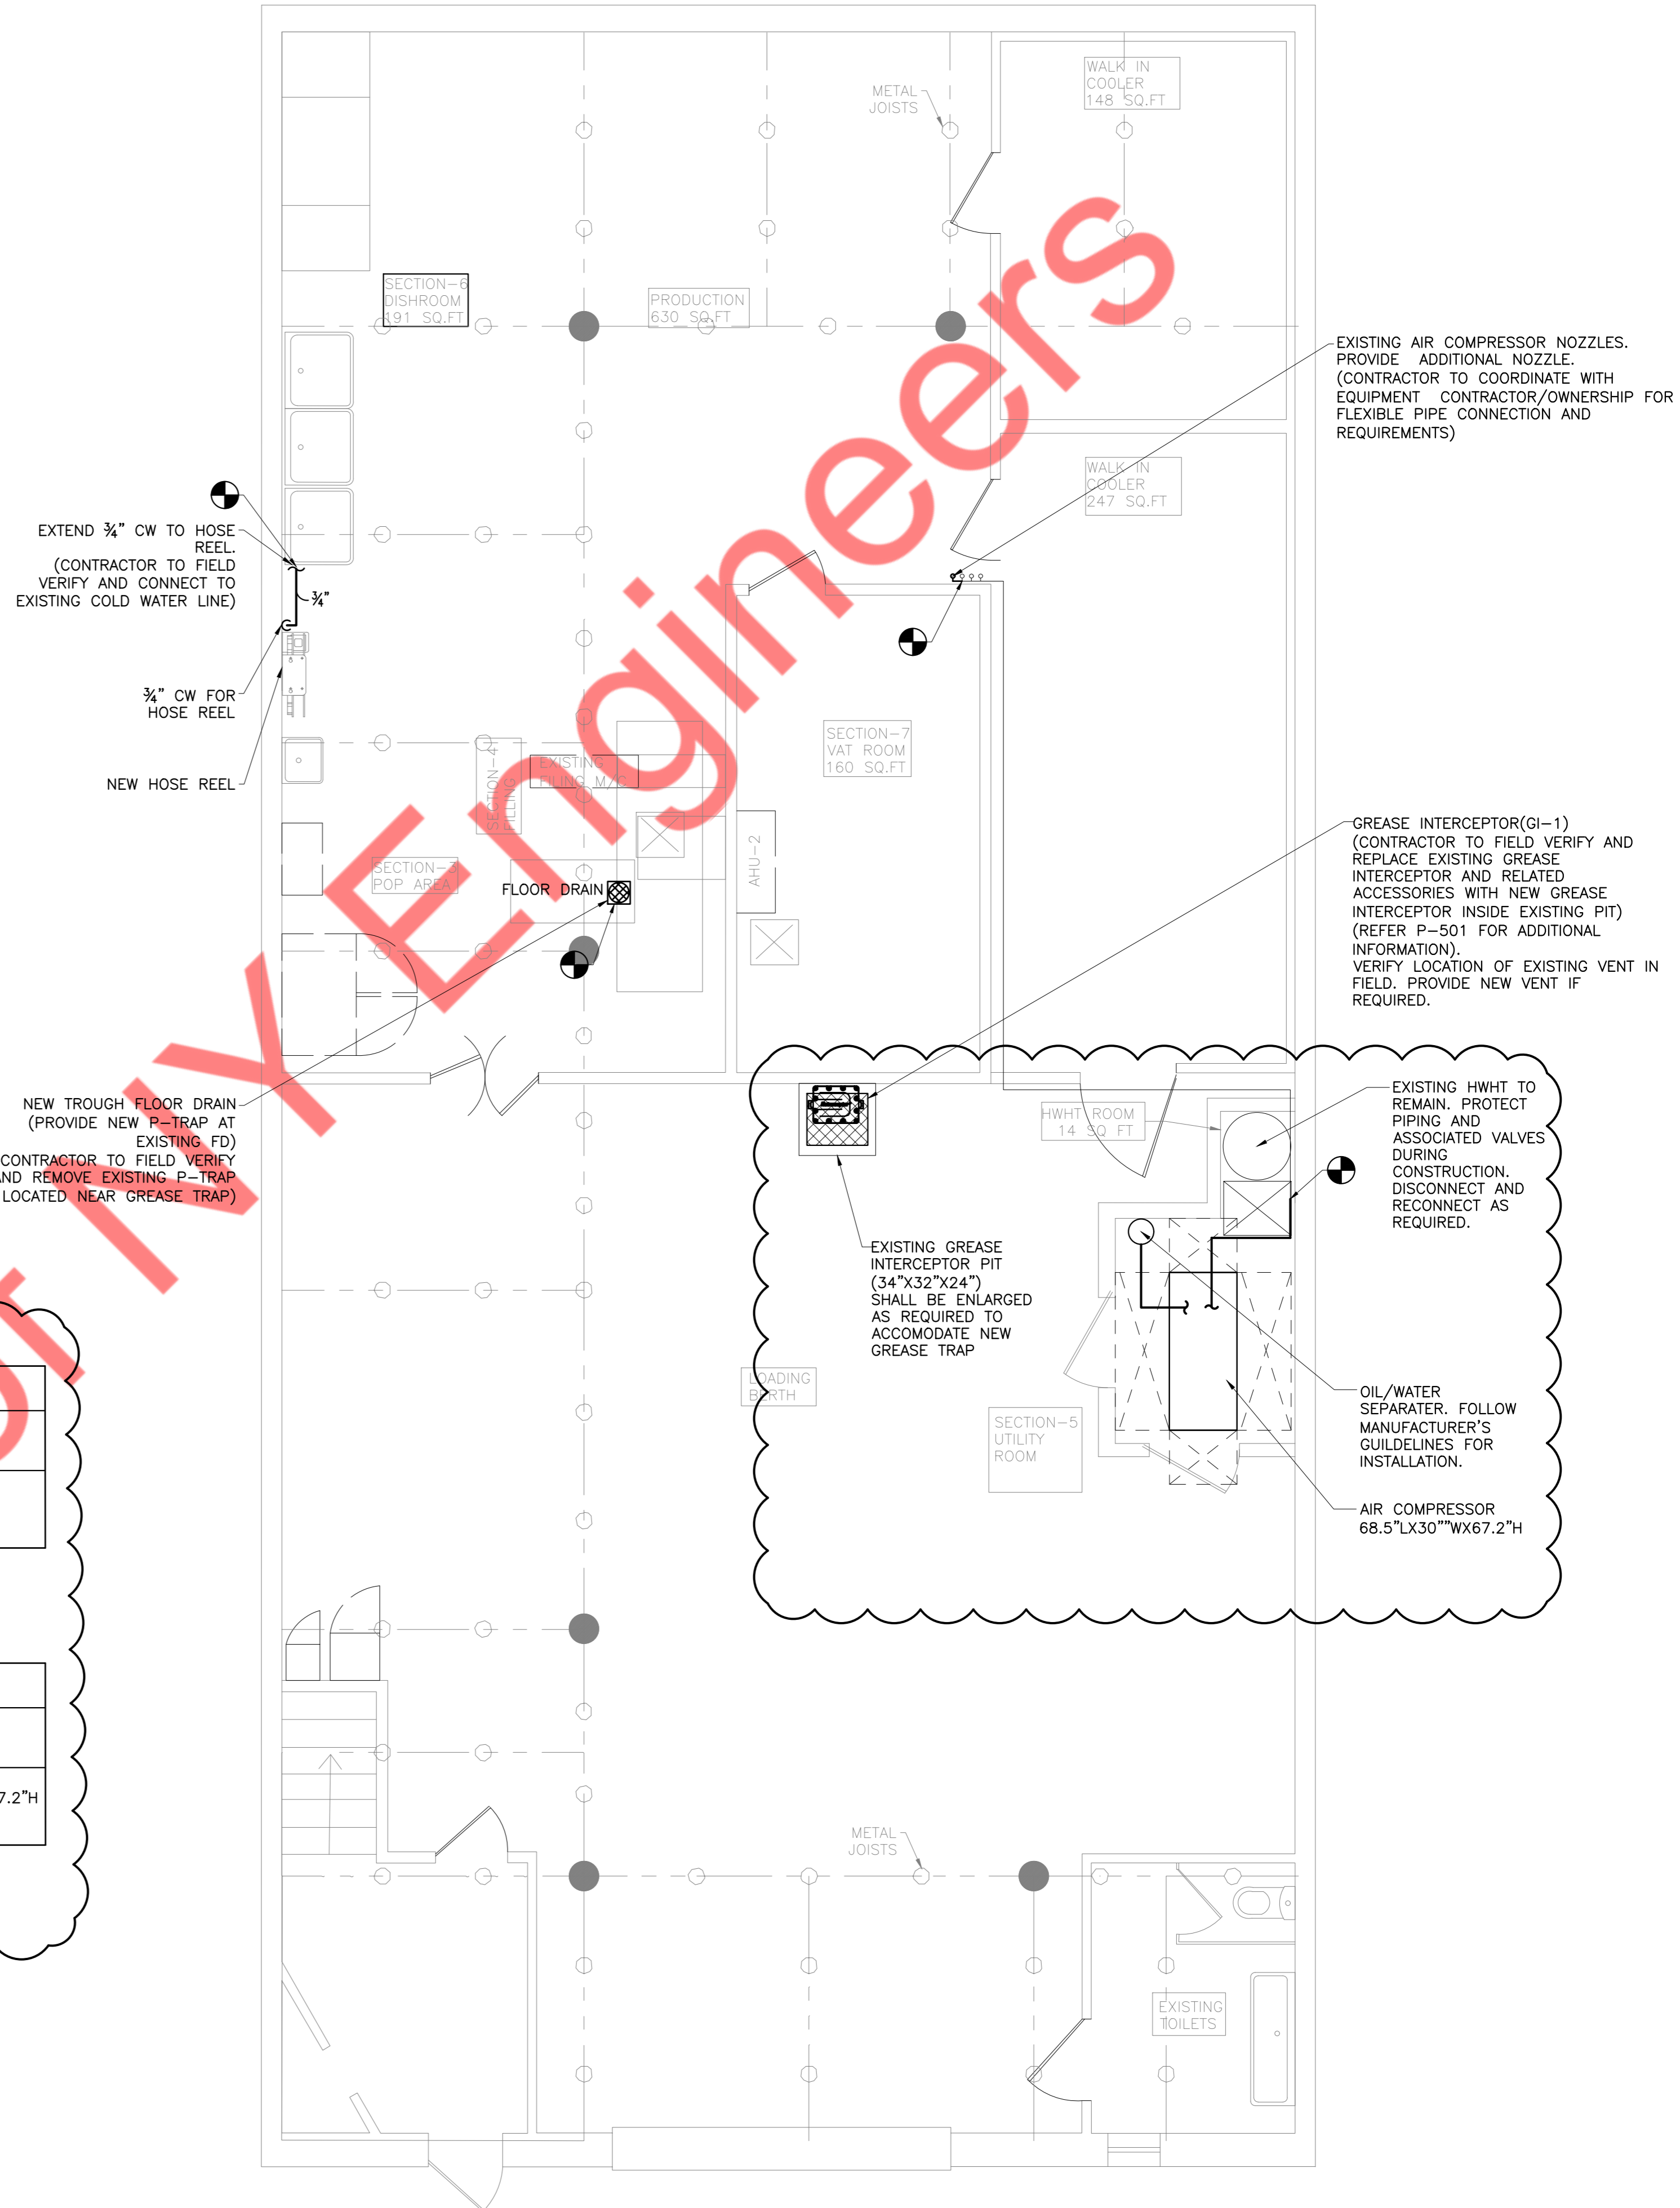 WALK IN
COOLER
148 SQ.FT
METAL
JOISTS
SECTION-6
DISHROOM
191 SQ.FT
PRODUCTION
630 SQ.FT
EXISTING AIR COMPRESSOR NOZZLES.
PROVIDE ADDITIONAL NOZZLE.
(CONTRACTOR TO COORDINATE WITH
EQUIPMENT CONTRACTOR/OWNERSHIP FOR
FLEXIBLE PIPE CONNECTION AND
REQUIREMENTS)
WALK IN
COOLER
247 SQ.FT
EXTEND ¾" CW TO HOSE
REEL.
(CONTRACTOR TO FIELD
VERIFY AND CONNECT TO
EXISTING COLD WATER LINE)
¾"
¾" CW FOR
HOSE REEL
NEW HOSE REEL
SECTION-4
FILLING
EXISTING
FILING M/C
SECTION-7
VAT ROOM
160 SQ.FT
AHU-2
SECTION-3
POP AREA
FLOOR DRAIN
GREASE INTERCEPTOR(GI-1)
(CONTRACTOR TO FIELD VERIFY AND
REPLACE EXISTING GREASE
INTERCEPTOR AND RELATED
ACCESSORIES WITH NEW GREASE
INTERCEPTOR INSIDE EXISTING PIT)
(REFER P-501 FOR ADDITIONAL
INFORMATION).
VERIFY LOCATION OF EXISTING VENT IN
FIELD. PROVIDE NEW VENT IF
REQUIRED.
NEW TROUGH FLOOR DRAIN
(PROVIDE NEW P-TRAP AT
EXISTING FD)
CONTRACTOR TO FIELD VERIFY
AND REMOVE EXISTING P-TRAP
LOCATED NEAR GREASE TRAP)
HWHT ROOM
14 SQ FT
EXISTING HWHT TO
REMAIN. PROTECT
PIPING AND
ASSOCIATED VALVES
DURING
CONSTRUCTION.
DISCONNECT AND
RECONNECT AS
REQUIRED.
EXISTING GREASE
INTERCEPTOR PIT
(34"X32"X24")
SHALL BE ENLARGED
AS REQUIRED TO
ACCOMODATE NEW
GREASE TRAP
LOADING
BERTH
SECTION-5
UTILITY
ROOM
OIL/WATER
SEPARATER. FOLLOW
MANUFACTURER'S
GUILDELINES FOR
INSTALLATION.
AIR COMPRESSOR
68.5"LX30""WX67.2"H
7.2"H
METAL
JOISTS
EXISTING
TOILETS
or NY Engineers